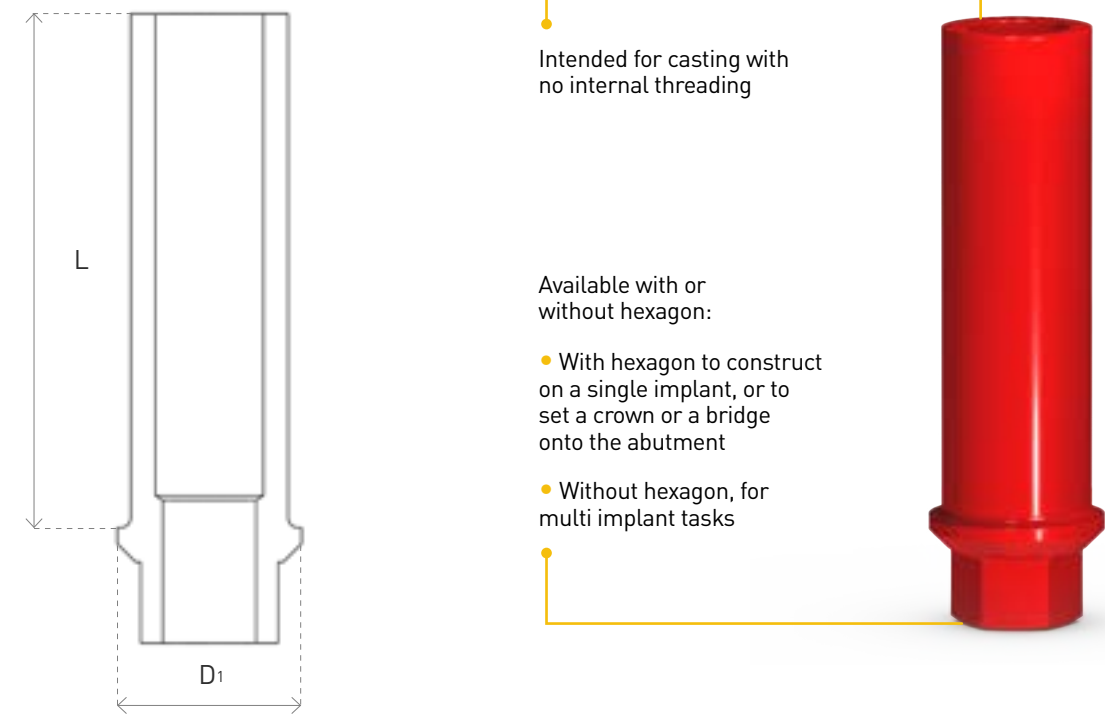 L
D1
Intended for casting with
no internal threading
Available with or
without hexagon:
• With hexagon to construct
on a single implant, or to
set a crown or a bridge
onto the abutment
• Without hexagon, for
multi implant tasks